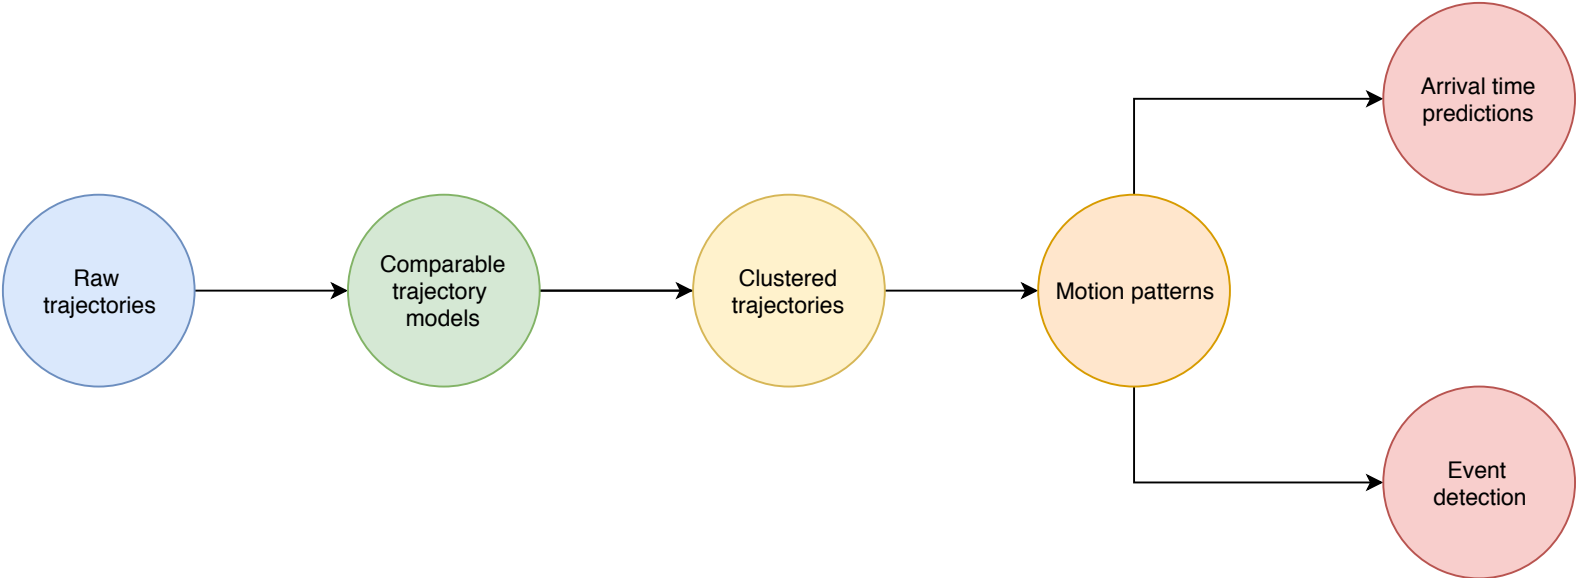 Raw
trajectories
Comparable
trajectory
models
Clustered
trajectories
Motion patterns
Arrival time
predictions
Event
detection